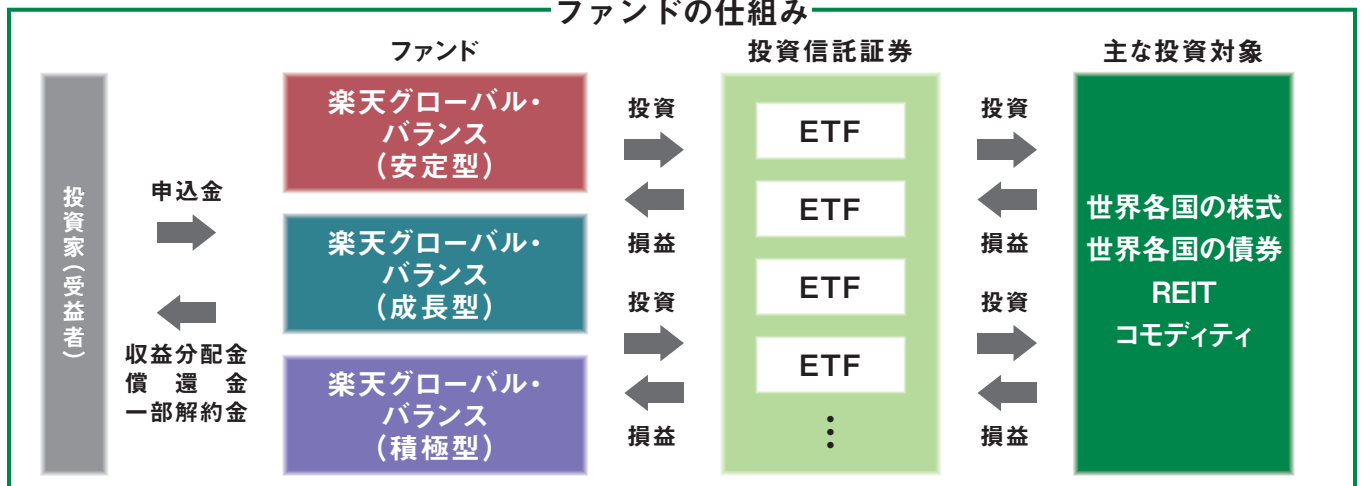 ファンドの仕組み
投資家(受益者)
申込金
収益分配金
償還金
一部解約金
ファンド
楽天グローバル・
バランス
(安定型)
楽天グローバル・
バランス
(成長型)
楽天グローバル・
バランス
(積極型)
投資
損益
投資
損益
投資信託証券
ETF
ETF
ETF
ETF
⋮
投資
損益
投資
損益
主な投資対象
世界各国の株式
世界各国の債券
REIT
コモディティ